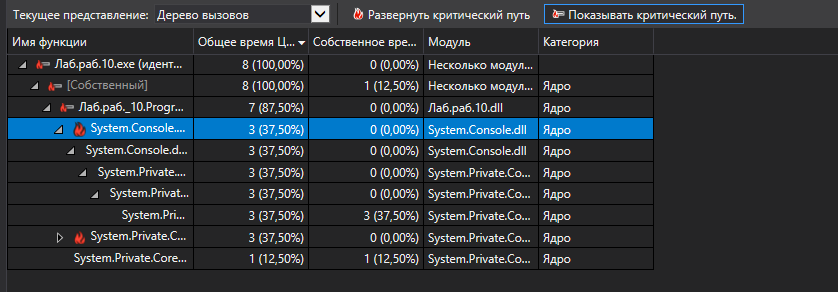 Текущее представление: Дерево вызовов Развернуть критический путь Показывать критический путь.
Имя функции Общее время Ц... Собственное вре... Модуль Категория
Лаб.раб.10.exe (идент... 8 (100,00%) 0 (0,00%) Несколько модул...
[Собственный] 8 (100,00%) 1 (12,50%) Несколько модул... Ядро
Лаб.раб._10.Progr... 7 (87,50%) 0 (0,00%) Лаб.раб.10.dll Ядро
System.Console.... 3 (37,50%) 0 (0,00%) System.Console.dll Ядро
System.Console.d... 3 (37,50%) 0 (0,00%) System.Console.dll Ядро
System.Private.... 3 (37,50%) 0 (0,00%) System.Private.Co... Ядро
System.Privat... 3 (37,50%) 0 (0,00%) System.Private.Co... Ядро
System.Pri... 3 (37,50%) 3 (37,50%) System.Private.Co... Ядро
System.Private.C... 3 (37,50%) 0 (0,00%) System.Private.Co... Ядро
System.Private.Core... 1 (12,50%) 1 (12,50%) System.Private.Co... Ядро